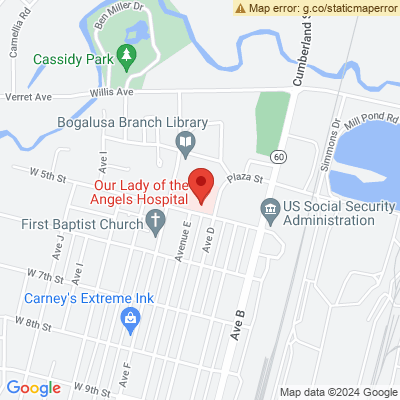 Map error: g.co/staticmaperror
Ben Miller Dr
Camellia Rd
Cassidy Park
Cumberland S
Verret Ave
Willis Ave
Mill Pond Rd
Simmons Dr
Bogalusa Branch Library
Ave I
60
W 5th St
Plaza St
Our Lady of the
Angels Hospital
US Social Security
Administration
First Baptist Church
Avenue E
Ave D
Ave J
Ave I
W 7th St
Carney's Extreme Ink
Ave B
W 8th St
Ave F
W 9th St
Google
Map data ©2024 Google